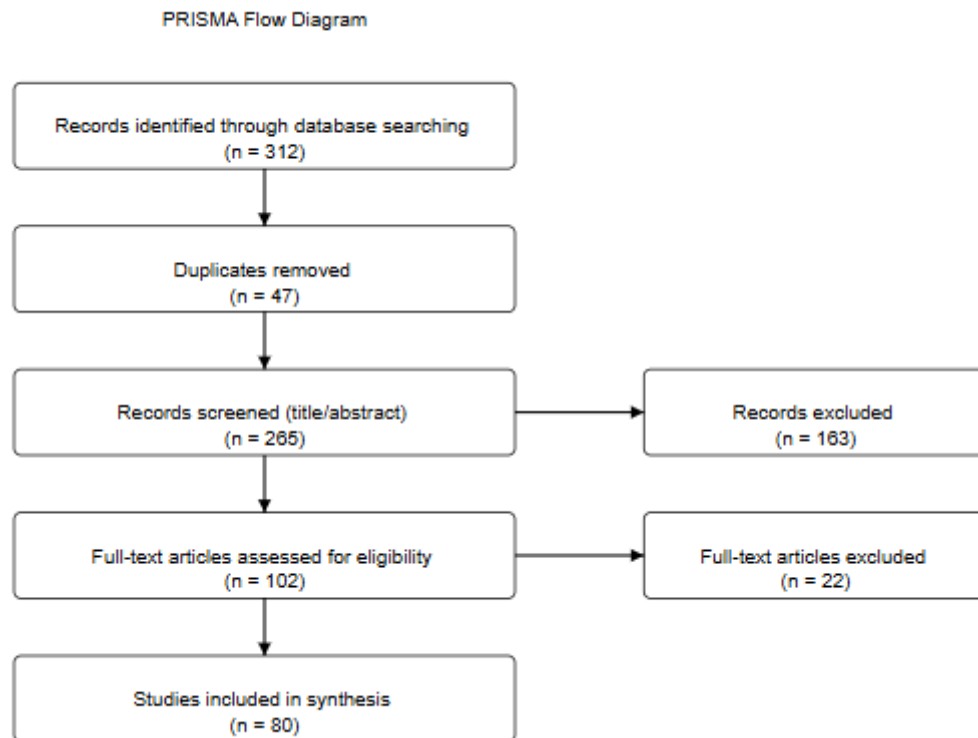 PRISMA Flow Diagram
Records identified through database searching
(n = 312)
Duplicates removed
(n = 47)
Records screened (title/abstract)
(n = 265)
Records excluded
(n = 163)
Full-text articles assessed for eligibility
(n = 102)
Full-text articles excluded
(n = 22)
Studies included in synthesis
(n = 80)